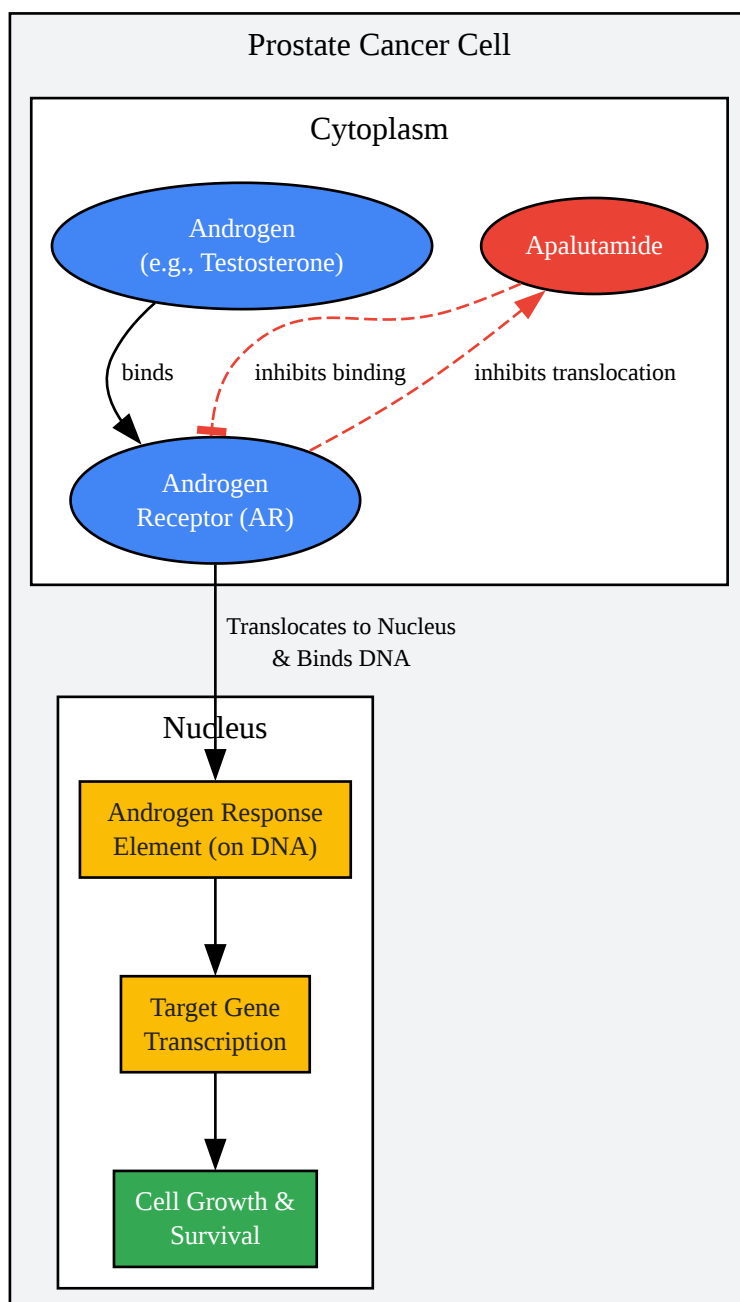 Prostate Cancer Cell
Cytoplasm
Androgen
(e.g., Testosterone)
Apalutamide
binds
inhibits binding
inhibits translocation
Androgen
Receptor (AR)
Translocates to Nucleus
& Binds DNA
Nucleus
Androgen Response
Element (on DNA)
Target Gene
Transcription
Cell Growth &
Survival